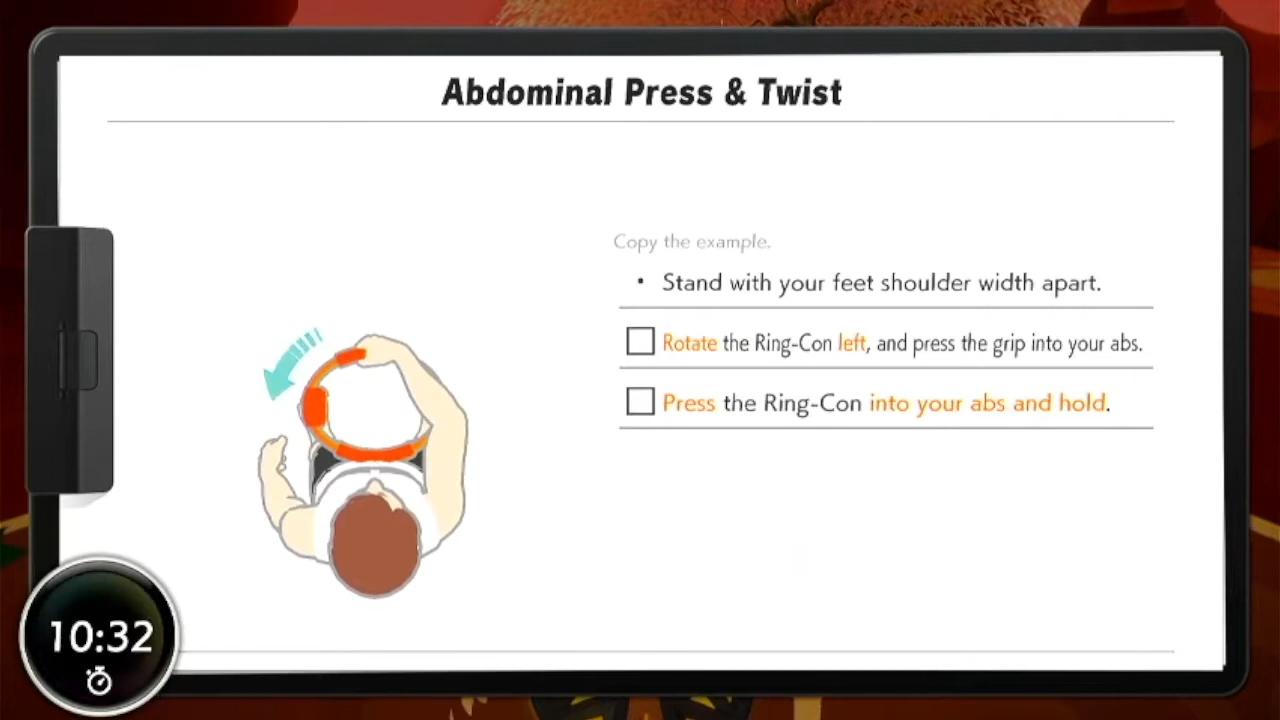 Abdominal Press & Twist
Copy the example.
• Stand with your feet shoulder width apart.
Rotate the Ring-Con left, and press the grip into your abs.
Press the Ring-Con into your abs and hold.
10:32